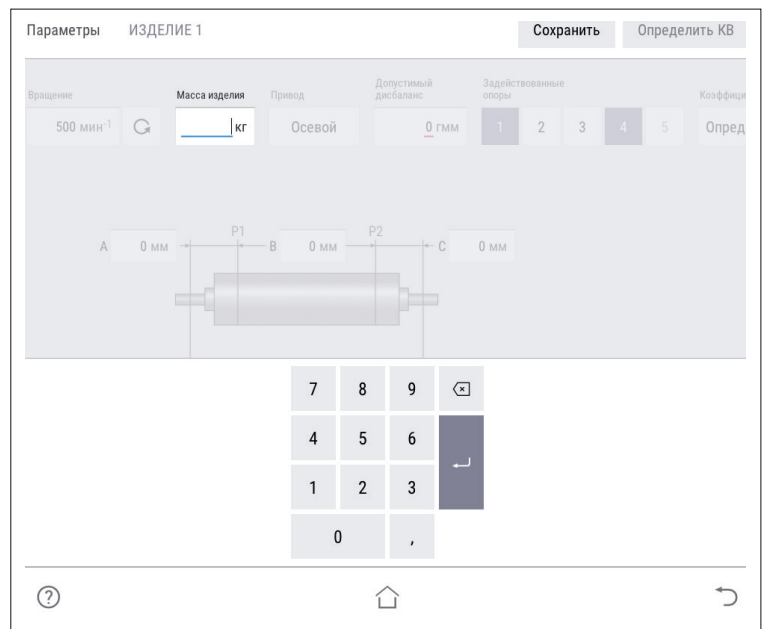 Параметры ИЗДЕЛИЕ 1 Сохранить Определить КВ
Вращение Масса изделия Привод Допустимый дисбаланс Задействованные опоры Коэффици
500 мин⁻¹ кг Осевой 0 гмм 1 2 3 4 5 Опред
P1 P2
A 0 мм B 0 мм C 0 мм
7 8 9
4 5 6
1 2 3
0 ,
?